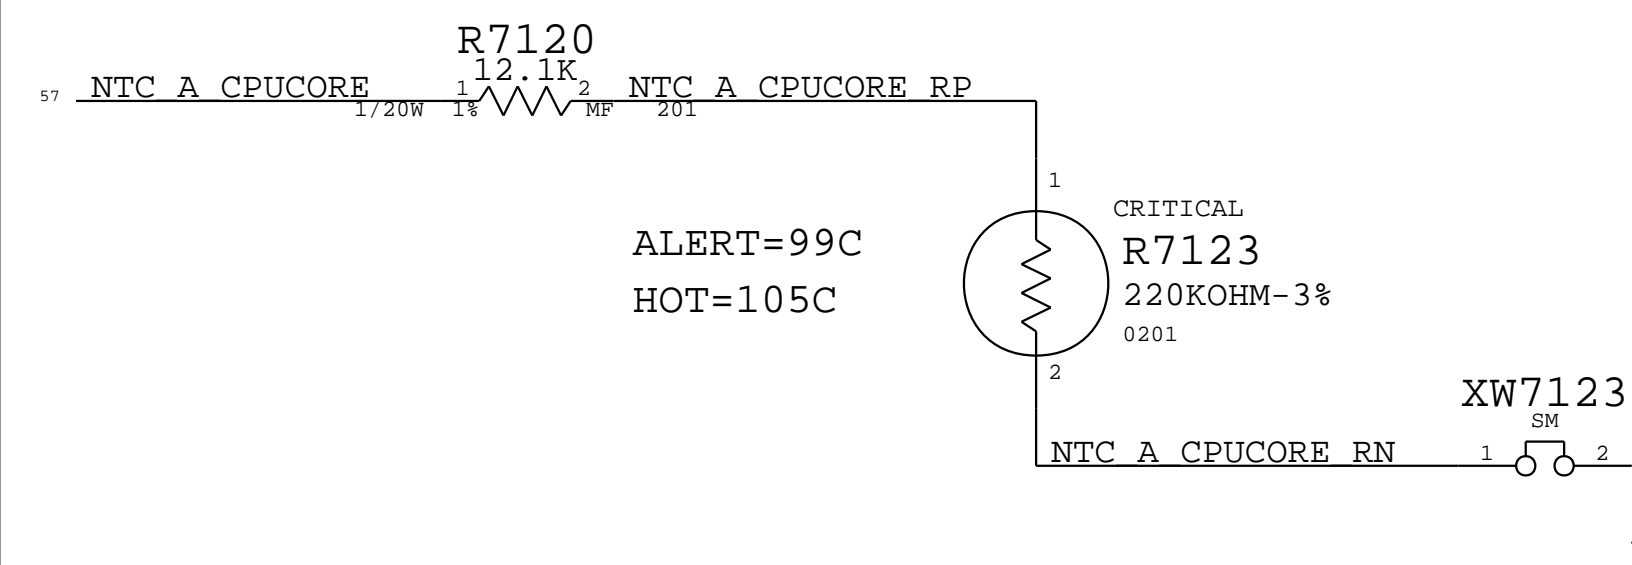 R7120
12.1K
57 NTC_A_CPUCORE 1 2 NTC_A_CPUCORE_RP
1/20W 1% MF 201
1
CRITICAL
ALERT=99C R7123
HOT=105C 220KOHM-3%
0201
2
XW7123
SM
NTC_A_CPUCORE_RN 1 2